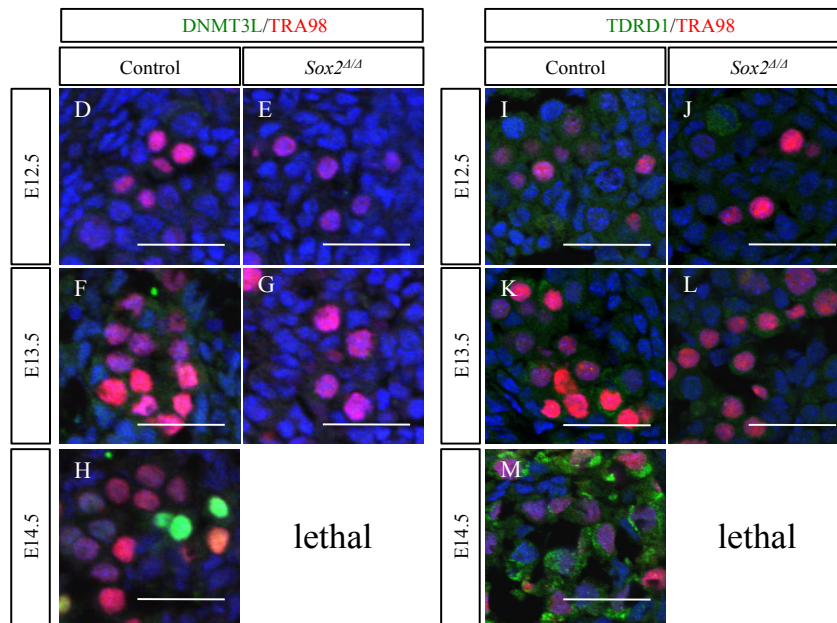 DNMT3L/TRA98
TDRD1/TRA98
Control
Sox2Δ/Δ
Control
Sox2Δ/Δ
E12.5
D
E
E12.5
I
J
E13.5
F
G
E13.5
K
L
E14.5
H
lethal
E14.5
M
lethal